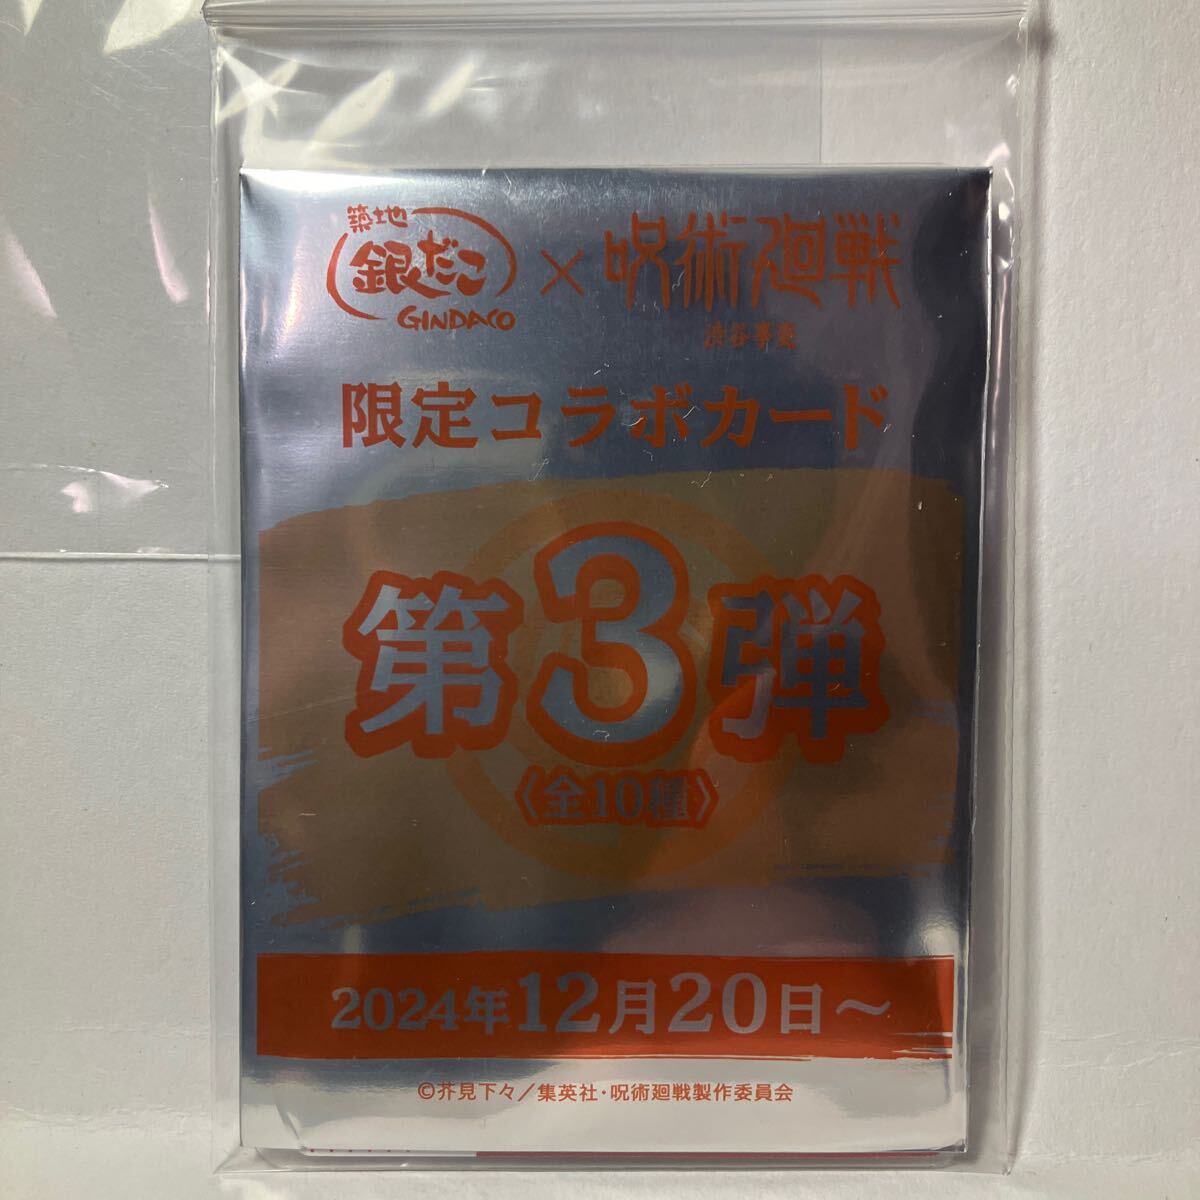 築地
銀だこ × 呪術廻戦
GINDACO
渋谷事変
限定コラボカード
第3弾
〈全10種〉
2024年12月20日～
©芥見下々／集英社・呪術廻戦製作委員会